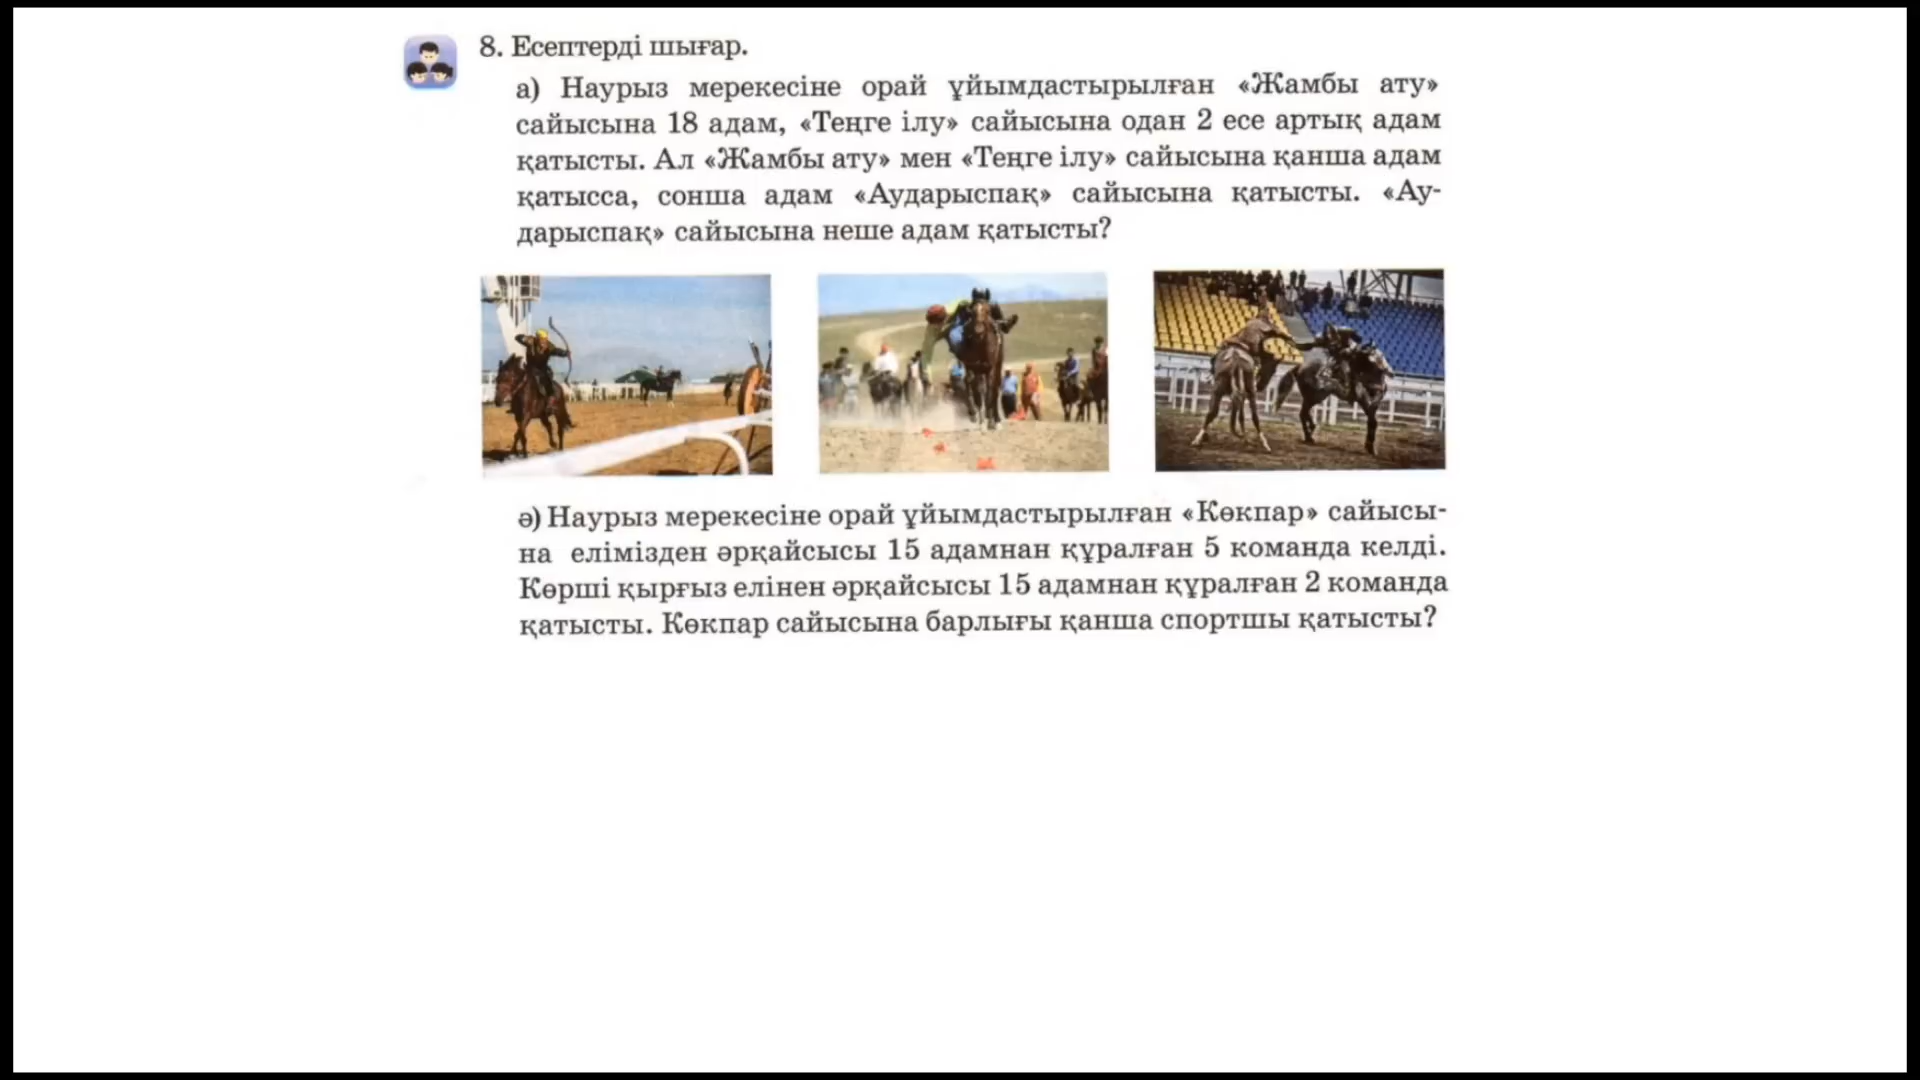 8. Есептерді шығар.
а) Наурыз мерекесіне орай ұйымдастырылған «Жамбы ату»
сайысына 18 адам, «Теңге ілу» сайысына одан 2 есе артық адам
қатысты. Ал «Жамбы ату» мен «Теңге ілу» сайысына қанша адам
қатысса, сонша адам «Аударыспақ» сайысына қатысты. «Ау-
дарыспақ» сайысына неше адам қатысты?
ә) Наурыз мерекесіне орай ұйымдастырылған «Көкпар» сайысы-
на елімізден әрқайсысы 15 адамнан құралған 5 команда келді.
Көрші қырғыз елінен әрқайсысы 15 адамнан құралған 2 команда
қатысты. Көкпар сайысына барлығы қанша спортшы қатысты?